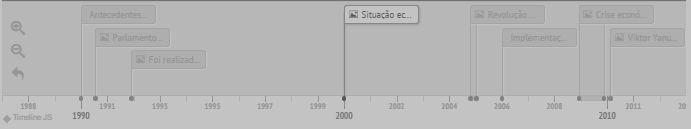 Antecedentes...
Situação ec...
Revolução ...
Crise econó...
Parlamento...
Implementaç...
Viktor Yanu...
Foi realizad...
1988
1990
1991
1993
1995
1997
1999
2000
2002
2004
2006
2008
2010
2011
Timeline JS